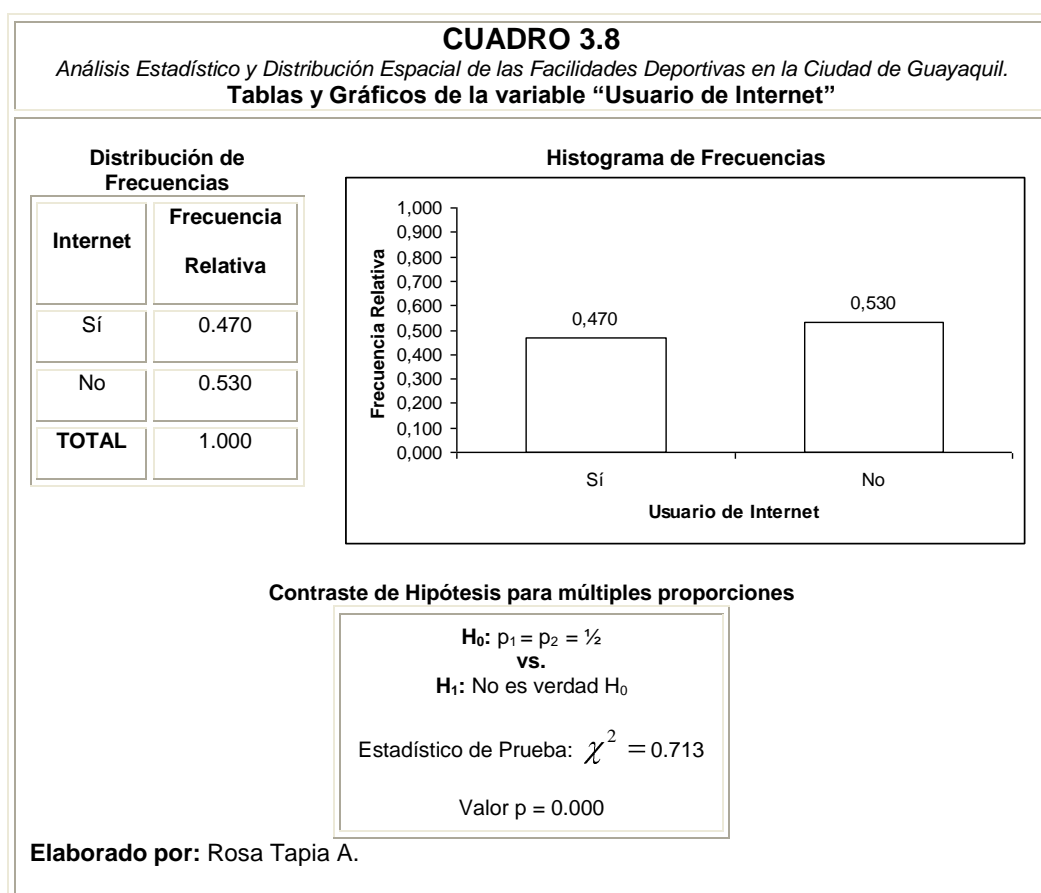 CUADRO 3.8
Análisis Estadístico y Distribución Espacial de las Facilidades Deportivas en la Ciudad de Guayaquil.
Tablas y Gráficos de la variable “Usuario de Internet”
Distribución de
Frecuencias
Internet
Frecuencia
Relativa
Sí 0.470
No 0.530
TOTAL 1.000
Histograma de Frecuencias
Frecuencia Relativa
1,000
0,900
0,800
0,700
0,600
0,500
0,400
0,300
0,200
0,100
0,000
0,470
0,530
Sí No
Usuario de Internet
Contraste de Hipótesis para múltiples proporciones
H₀: p₁ = p₂ = ½
vs.
H₁: No es verdad H₀
Estadístico de Prueba: χ² = 0.713
Valor p = 0.000
Elaborado por: Rosa Tapia A.